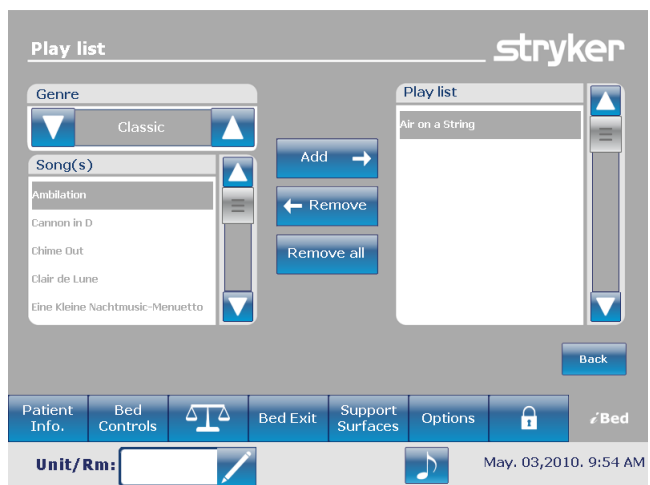 Play list
stryker
Genre
Classic
Song(s)
Ambilation
Cannon in D
Chime Out
Clair de Lune
Eine Kleine Nachtmusic-Menuetto
Add
Remove
Remove all
Play list
Air on a String
Back
Patient
Info.
Bed
Controls
Bed Exit
Support
Surfaces
Options
iBed
Unit/Rm:
May. 03,2010. 9:54 AM